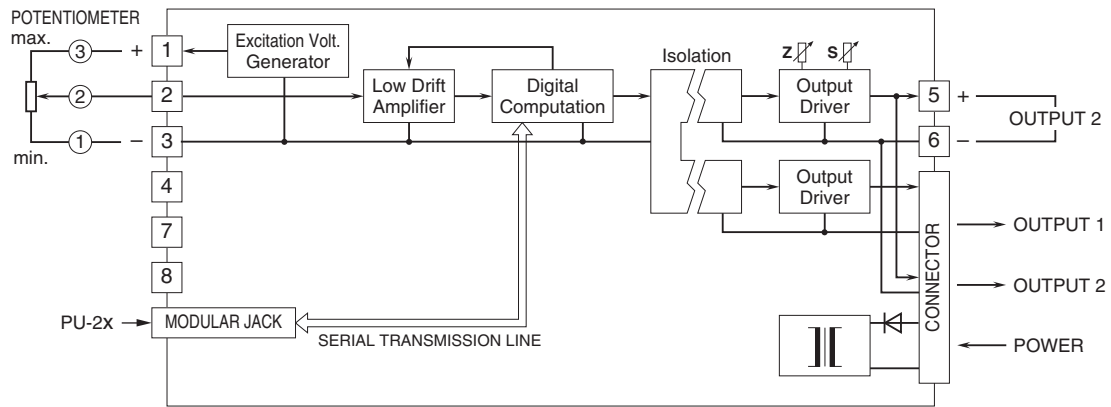 POTENTIOMETER
max.
3
+
1
Excitation Volt.
Generator
2
2
1
−
3
min.
4
7
8
PU-2x
MODULAR JACK
SERIAL TRANSMISSION LINE
Low Drift
Amplifier
Digital
Computation
Isolation
Z
S
Output
Driver
5
+
OUTPUT 2
6
−
Output
Driver
CONNECTOR
OUTPUT 1
OUTPUT 2
POWER